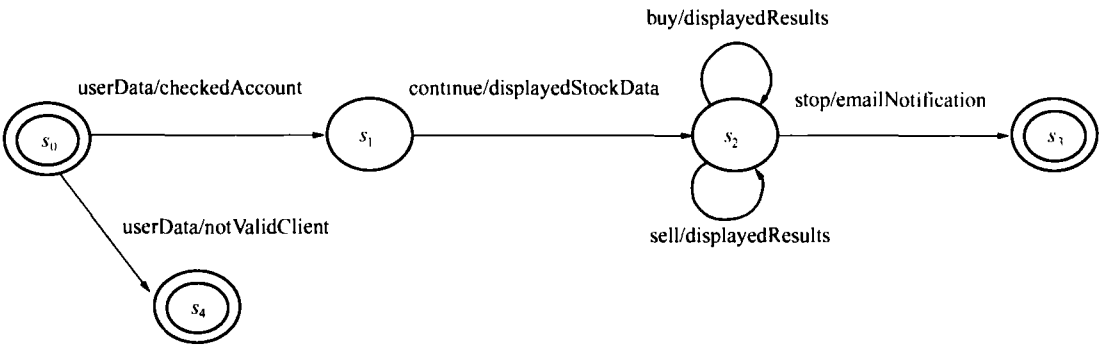 buy/displayedResults
userData/checkedAccount
continue/displayedStockData
stop/emailNotification
s₀
s₁
s₂
s₃
userData/notValidClient
sell/displayedResults
s₄